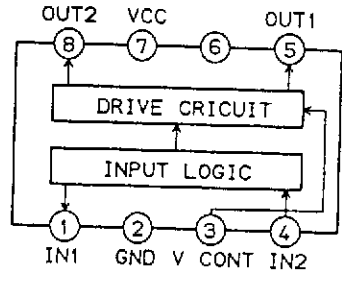 OUT2 VCC OUT1
8 7 6 5
DRIVE CRICUIT
INPUT LOGIC
1 2 3 4
IN1 GND V CONT IN2